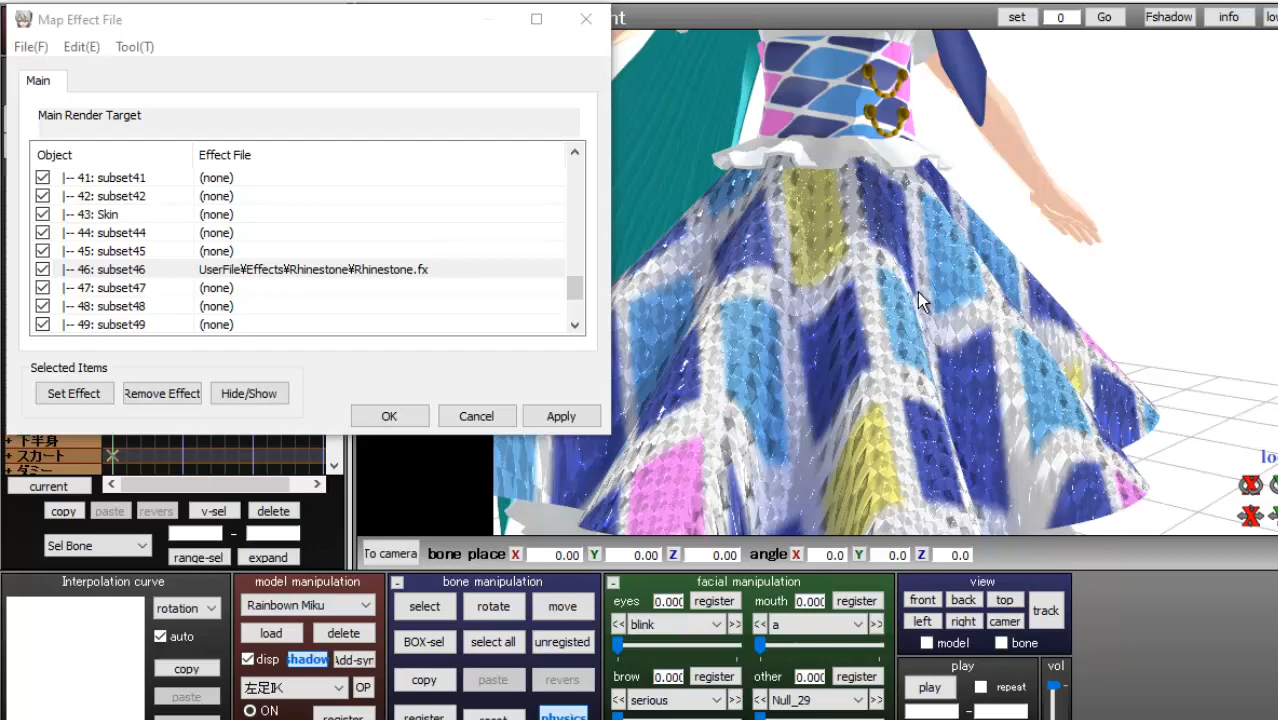 Map Effect File
nt
set 0 Go Fshadow info lo
File(F) Edit(E) Tool(T)
Main
Main Render Target
Object Effect File
|-- 41: subset41 (none)
|-- 42: subset42 (none)
|-- 43: Skin (none)
|-- 44: subset44 (none)
|-- 45: subset45 (none)
|-- 46: subset46 UserFile¥Effects¥Rhinestone¥Rhinestone.fx
|-- 47: subset47 (none)
|-- 48: subset48 (none)
|-- 49: subset49 (none)
Selected Items
Set Effect Remove Effect Hide/Show
OK Cancel Apply
+ 下半身
+ スカート
+ ダミー
lo
current
copy paste revers v-sel delete
-
Sel Bone
range-sel expand
To camera bone place X 0.00 Y 0.00 Z 0.00 angle X 0.0 Y 0.0 Z 0.0
Interpolation curve
rotation
auto
copy
paste
model manipulation
Rainbown Miku
load delete
disp shadow Add-syn
左足IK OP
ON
register
- bone manipulation
select rotate move
BOX-sel select all unregistered
copy paste revers
register reset physics
- facial manipulation
eyes 0.000 register mouth 0.000 register
<< blink >> << a >>
brow 0.000 register other 0.000 register
<< serious >> << Null_29 >>
view
front back top
left right camer
track
model bone
play vol
play repeat
-